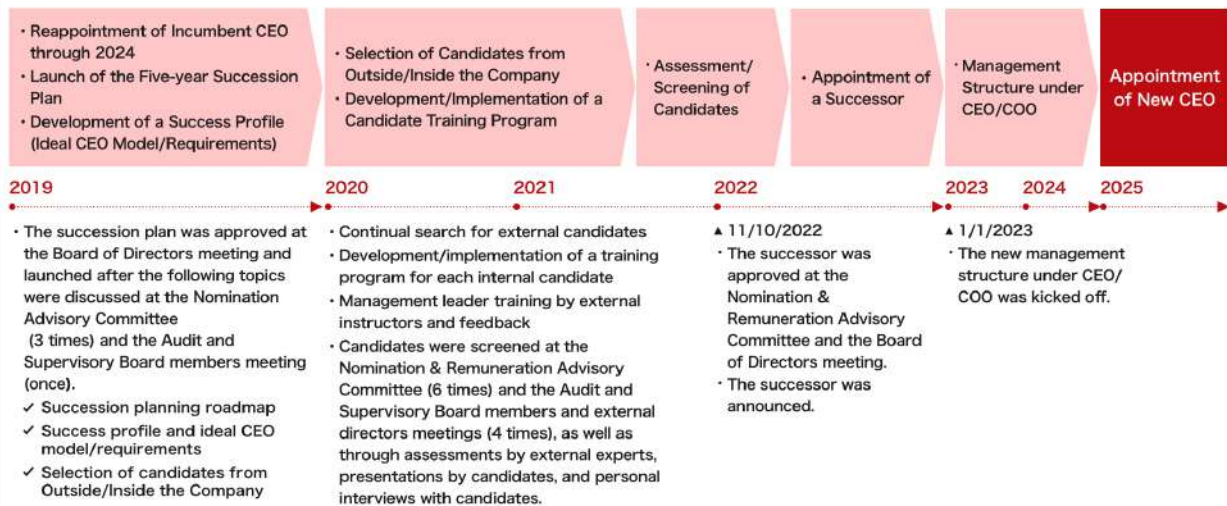 ・Reappointment of Incumbent CEO
through 2024
・Launch of the Five-year Succession
Plan
・Development of a Success Profile
(Ideal CEO Model/Requirements)
・Selection of Candidates from
Outside/Inside the Company
・Development/Implementation of a
Candidate Training Program
・Assessment/
Screening of
Candidates
・Appointment of
a Successor
・Management
Structure under
CEO/COO
Appointment
of New CEO
2019
2020
2021
2022
2023
2024
2025
・The succession plan was approved at
the Board of Directors meeting and
launched after the following topics
were discussed at the Nomination
Advisory Committee
(3 times) and the Audit and
Supervisory Board members meeting
(once).
✓ Succession planning roadmap
✓ Success profile and ideal CEO
model/requirements
✓ Selection of candidates from
Outside/Inside the Company
・Continual search for external candidates
・Development/implementation of a training
program for each internal candidate
・Management leader training by external
instructors and feedback
・Candidates were screened at the
Nomination & Remuneration Advisory
Committee (6 times) and the Audit and
Supervisory Board members and external
directors meetings (4 times), as well as
through assessments by external experts,
presentations by candidates, and personal
interviews with candidates.
▲ 11/10/2022
・The successor was
approved at the
Nomination &
Remuneration Advisory
Committee and the Board
of Directors meeting.
・The successor was
announced.
▲ 1/1/2023
・The new management
structure under CEO/
COO was kicked off.